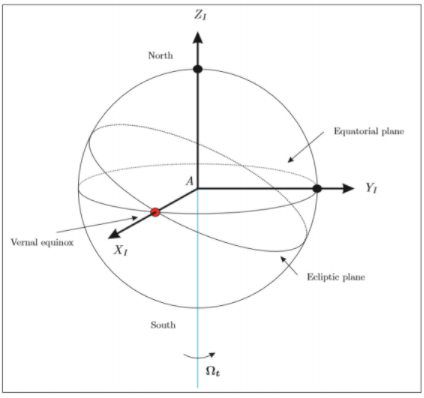 Z_I
North
Equatorial plane
A
Y_I
Vernal equinox
X_I
Ecliptic plane
South
Ω_t